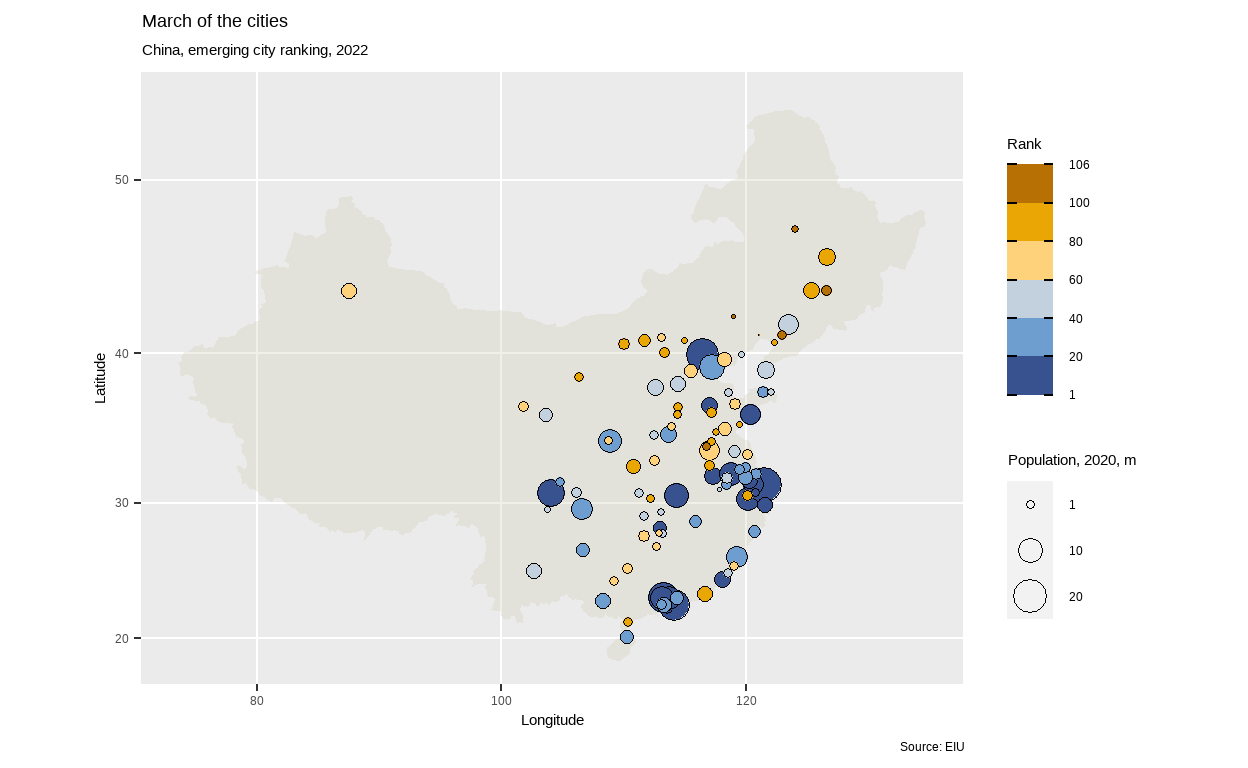 March of the cities
China, emerging city ranking, 2022
Latitude
50
40
30
20
80
100
120
Longitude
Source: EIU
Rank
106
100
80
60
40
20
1
Population, 2020, m
1
10
20